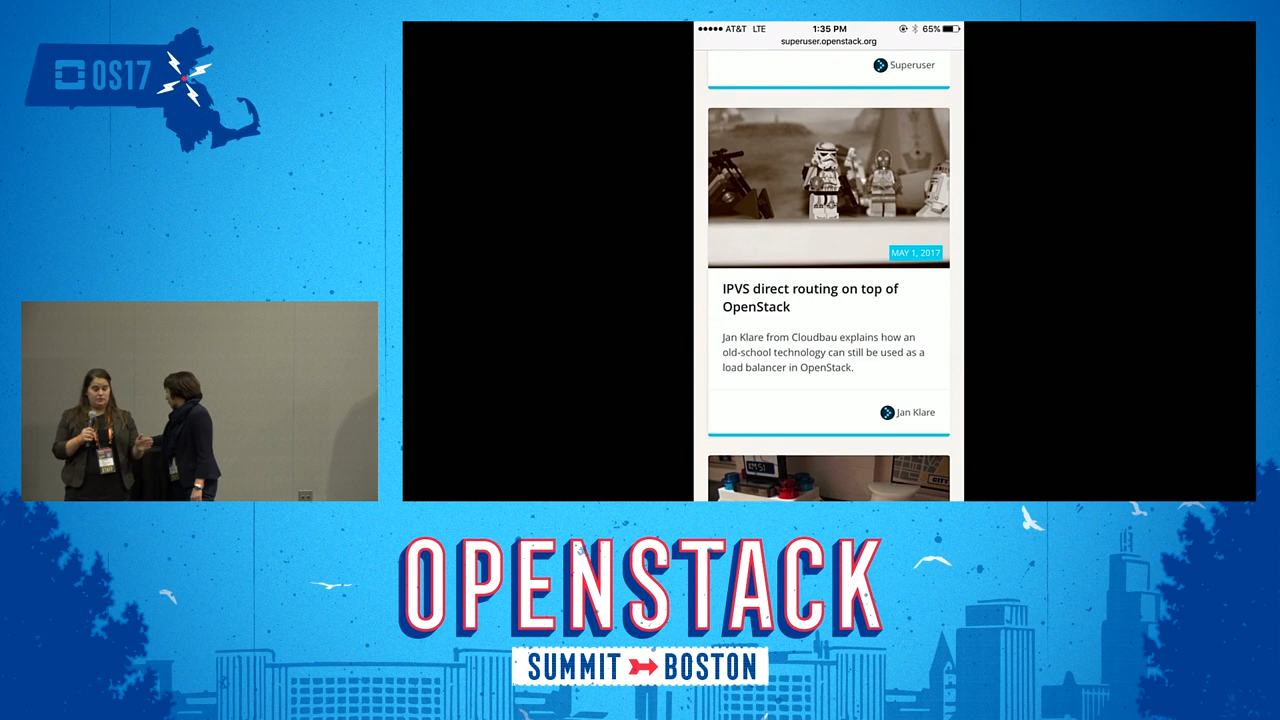 OS17
AT&T LTE
1:35 PM
65%
superuser.openstack.org
Superuser
MAY 1, 2017
IPVS direct routing on top of
OpenStack
Jan Klare from Cloudbau explains how an
old-school technology can still be used as a
load balancer in OpenStack.
Jan Klare
STAFF
OPENSTACK
SUMMIT BOSTON